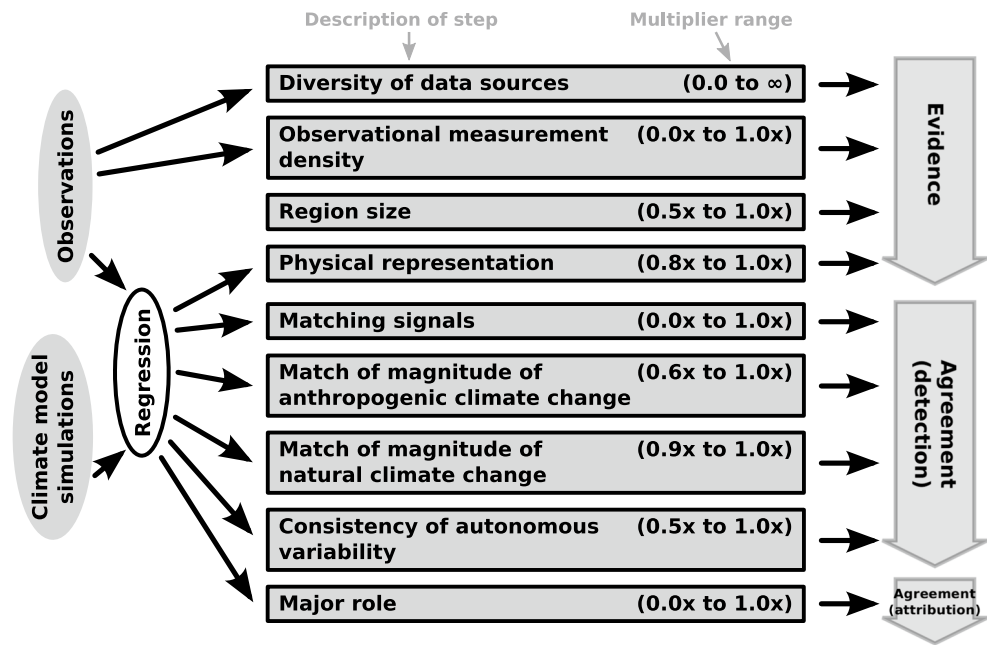 Description of step
Multiplier range
Observations
Climate model
simulations
Regression
Diversity of data sources (0.0 to ∞)
Observational measurement (0.0x to 1.0x)
density
Region size (0.5x to 1.0x)
Physical representation (0.8x to 1.0x)
Matching signals (0.0x to 1.0x)
Match of magnitude of (0.6x to 1.0x)
anthropogenic climate change
Match of magnitude of (0.9x to 1.0x)
natural climate change
Consistency of autonomous (0.5x to 1.0x)
variability
Major role (0.0x to 1.0x)
Evidence
Agreement
(detection)
Agreement
(attribution)